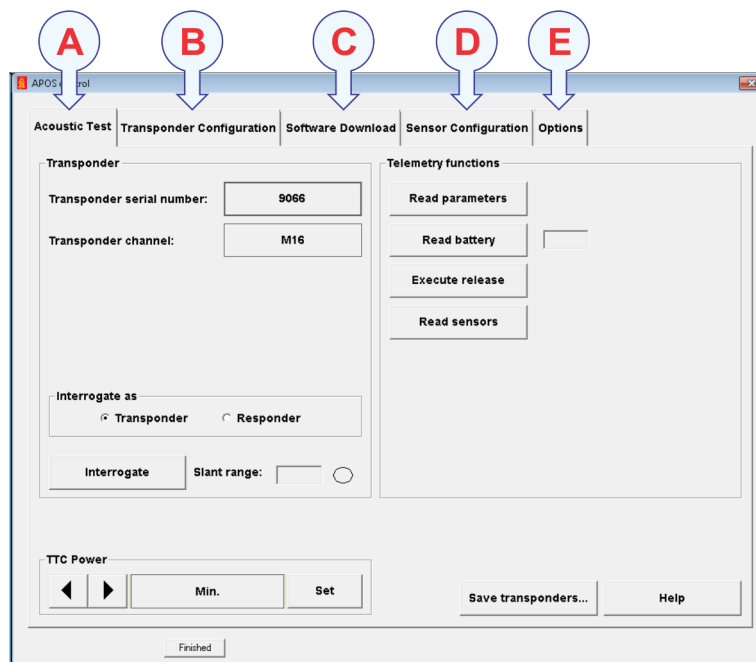 A B C D E
APOS control
Acoustic Test Transponder Configuration Software Download Sensor Configuration Options
Transponder
Transponder serial number: 9066
Transponder channel: M16
Interrogate as
Transponder Responder
Interrogate Slant range:
Telemetry functions
Read parameters
Read battery
Execute release
Read sensors
TTC Power
Min. Set
Save transponders... Help
Finished